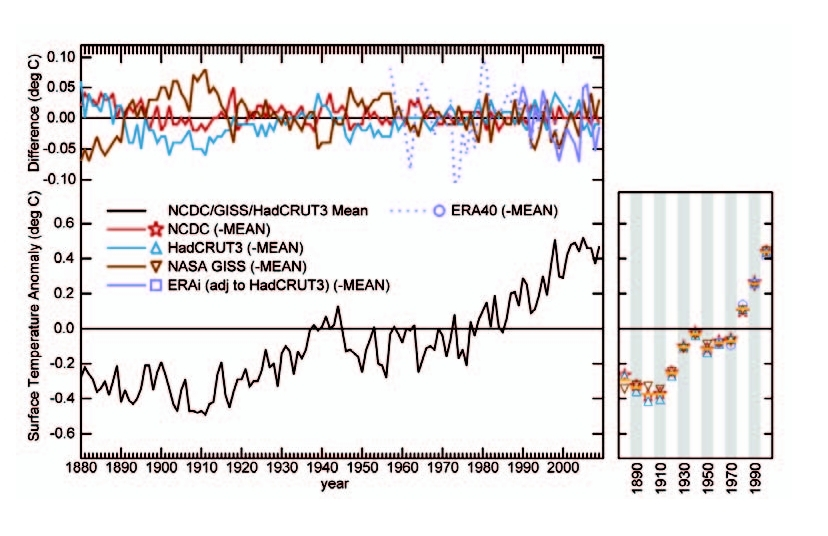 0.10
0.05
0.00
-0.05
-0.10
Difference (deg C)
NCDC/GISS/HadCRUT3 Mean
ERA40 (-MEAN)
NCDC (-MEAN)
HadCRUT3 (-MEAN)
NASA GISS (-MEAN)
ERAi (adj to HadCRUT3) (-MEAN)
0.6
0.4
0.2
0.0
-0.2
-0.4
-0.6
Surface Temperature Anomaly (deg C)
1880 1890 1900 1910 1920 1930 1940 1950 1960 1970 1980 1990 2000
year
1890
1910
1930
1950
1970
1990